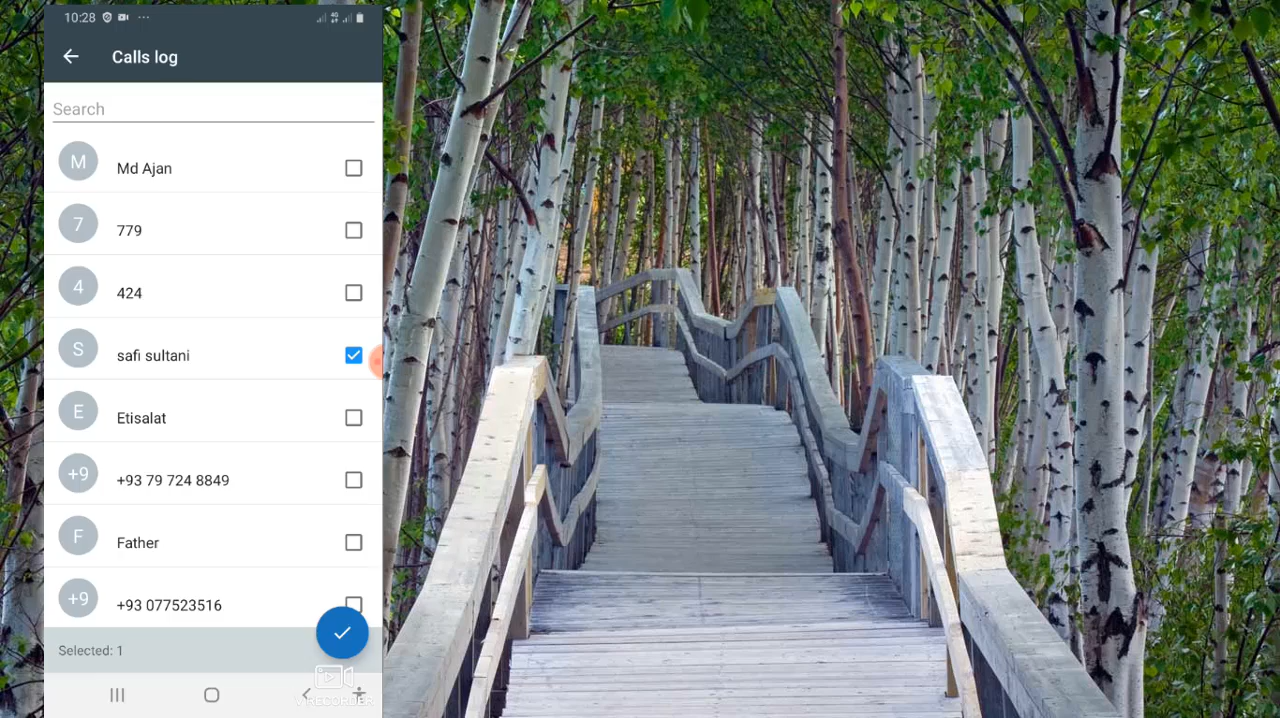 10:28
Calls log
Search
M Md Ajan
7 779
4 424
S safi sultani
E Etisalat
+9 +93 79 724 8849
F Father
+9 +93 077523516
Selected: 1
VRECORDER